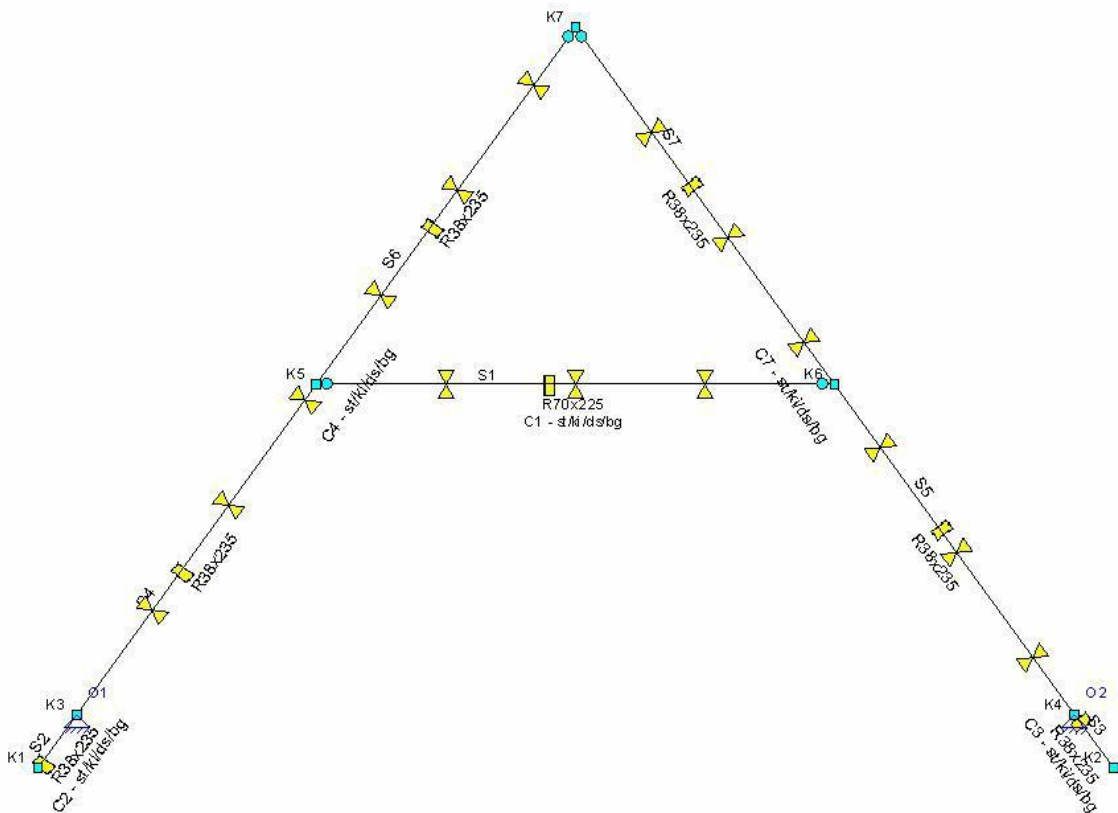 K7
S7
R38x235
R38x235
S6
K5
S1
K6
R70x225
C1 - st/ki/ds/bg
C4 - st/ki/ds/bg
C7 - st/ki/ds/bg
S5
R38x235
R38x235
S4
K3
O1
K4
O2
S3
S2
K1
R38x235
C2 - st/ki/ds/bg
R38x235
K2
C3 - st/ki/ds/bg